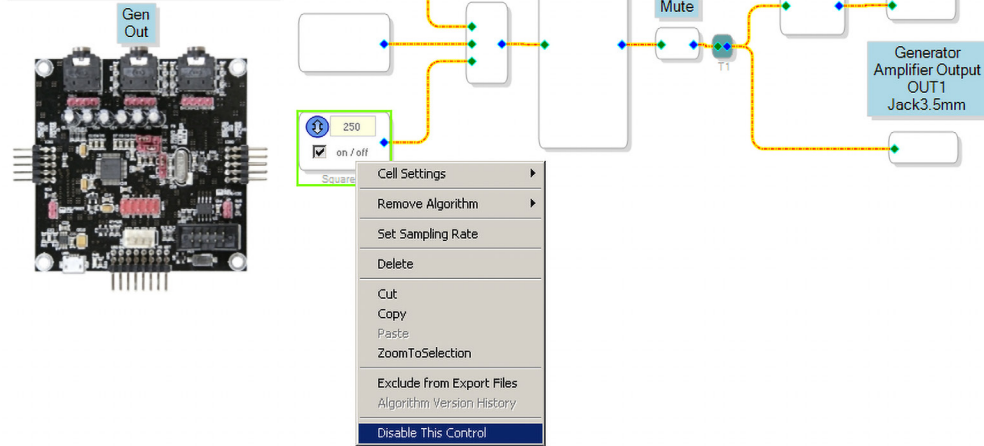 Gen
Out
Mute
T1
Generator
Amplifier Output
OUT1
Jack3.5mm
250
on / off
Square
Cell Settings
Remove Algorithm
Set Sampling Rate
Delete
Cut
Copy
Paste
ZoomToSelection
Exclude from Export Files
Algorithm Version History
Disable This Control